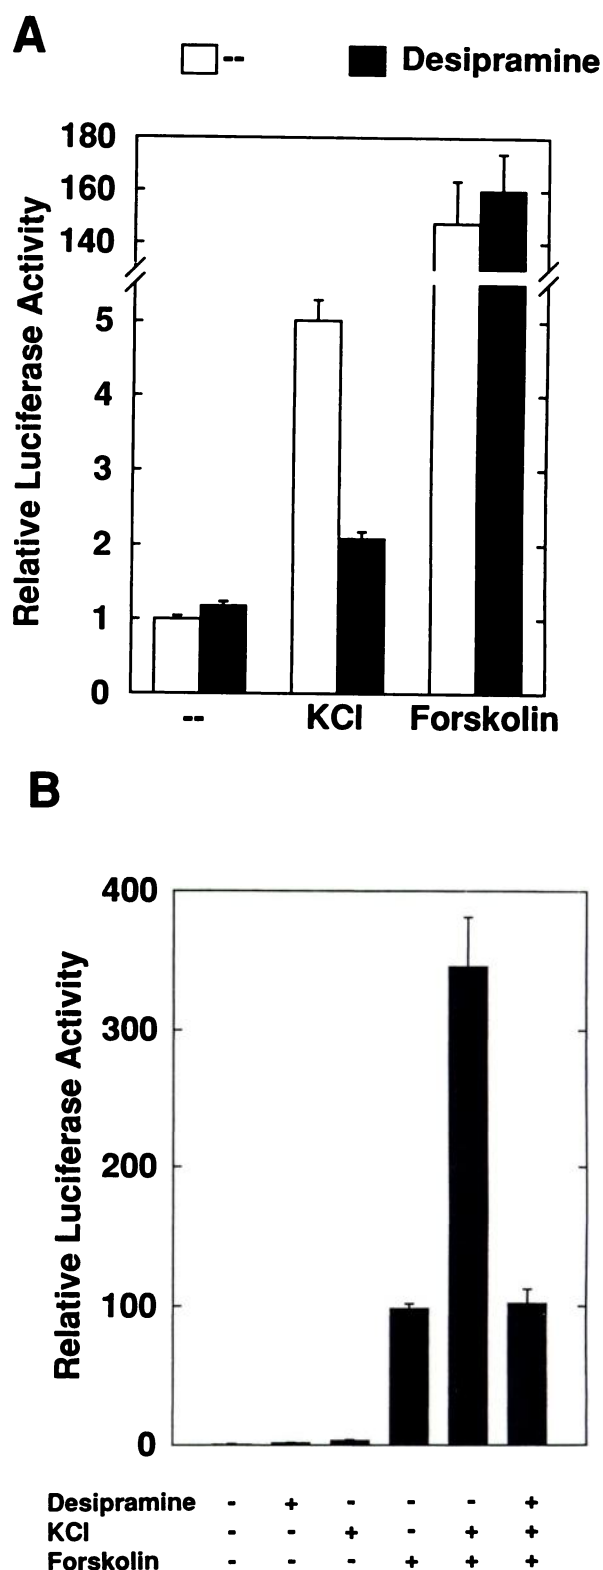 A
-- Desipramine
Relative Luciferase Activity
180
160
140
5
4
3
2
1
0
-- KCl Forskolin
B
Relative Luciferase Activity
400
300
200
100
0
Desipramine - + - - - +
KCl - - + - + +
Forskolin - - - + + +